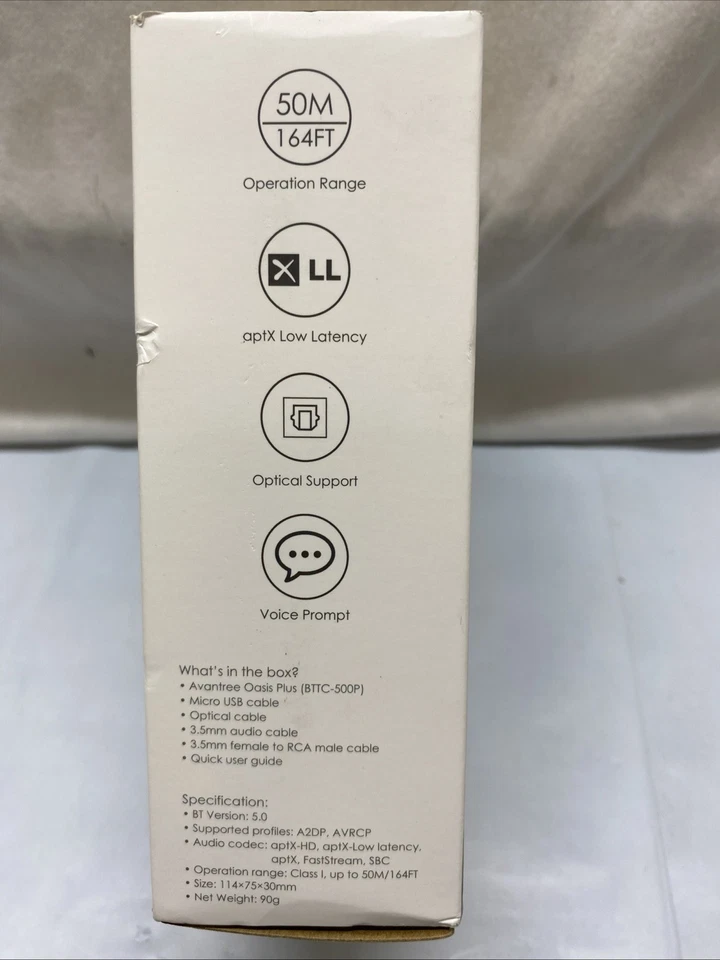 50M
164FT
Operation Range
X LL
aptX Low Latency
Optical Support
Voice Prompt
What's in the box?
• Avantree Oasis Plus (BTTC-500P)
• Micro USB cable
• Optical cable
• 3.5mm audio cable
• 3.5mm female to RCA male cable
• Quick user guide
Specification:
• BT Version: 5.0
• Supported profiles: A2DP, AVRCP
• Audio codec: aptX-HD, aptX-Low latency,
aptX, FastStream, SBC
• Operation range: Class I, up to 50M/164FT
• Size: 114×75×30mm
• Net Weight: 90g